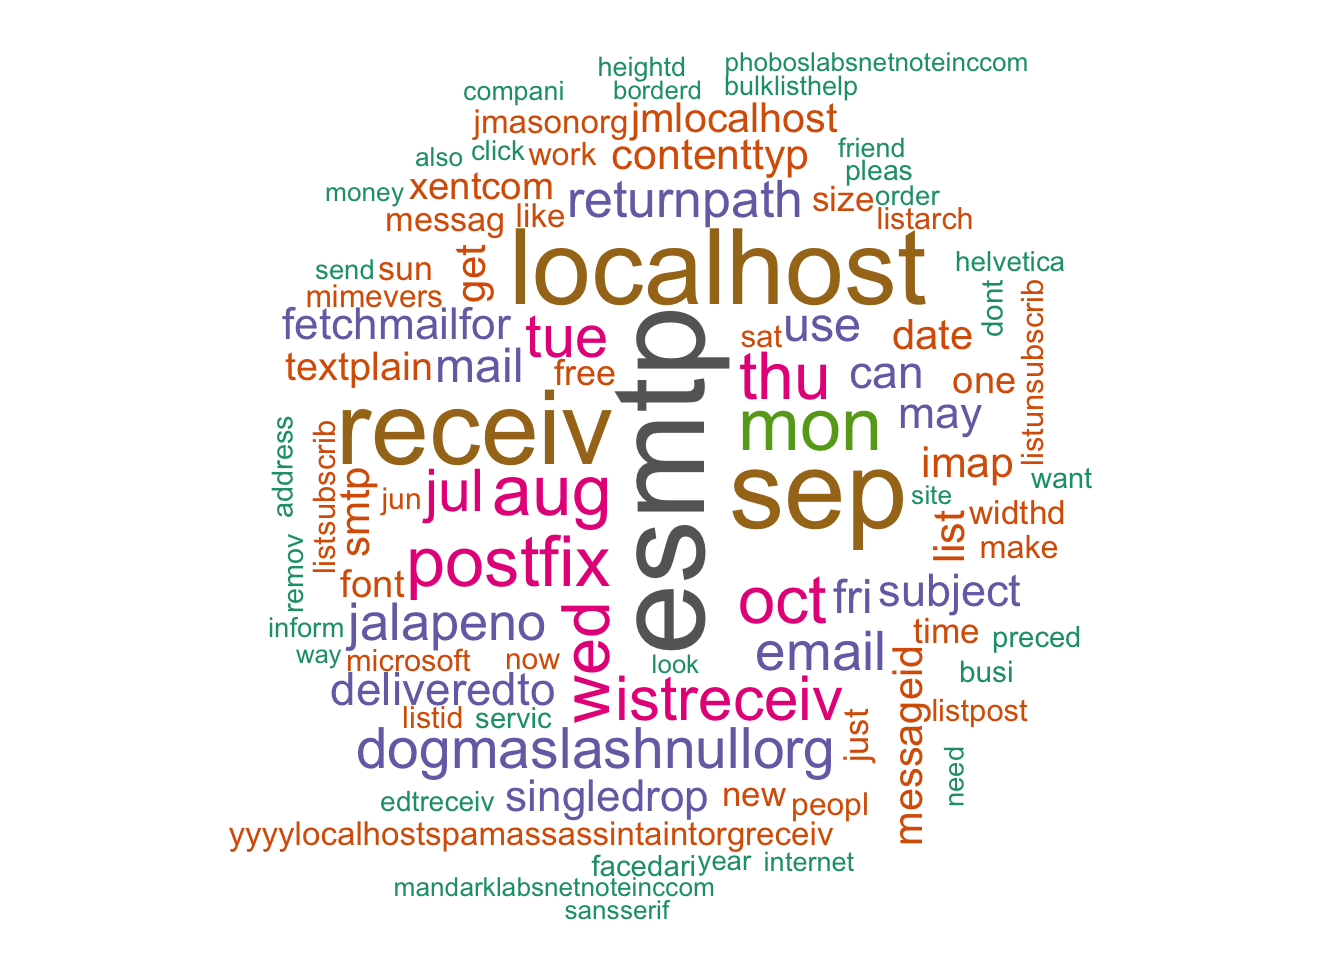 heightd phoboslabsnetnoteinccom
compani borderd bulklisthelp
jmasonorg jmlocalhost
also click work contenttyp friend
pleas
money xentcom returnpath size order
messag like listarch
localhost
send sun get helvetica
mimevers dont
fetchmailfor tue esmtp sat use date listunsubscrib
textplain mail free thu can one
receiv mon may
address listsubscrib imap want
smtp jun jul aug sep site
list widthd
make
remov font postfix
oct fri subject
inform jalapeno wed email time preced
way microsoft now look messageid busi
deliveredto istreceiv listpost
listid servic just
dogmaslashnullorg need
edtreceiv singledrop new peopl
yyyylocalhostspamassassintaintorgreceiv
facedari year internet
mandarklabsnetnoteinccom
sansserif